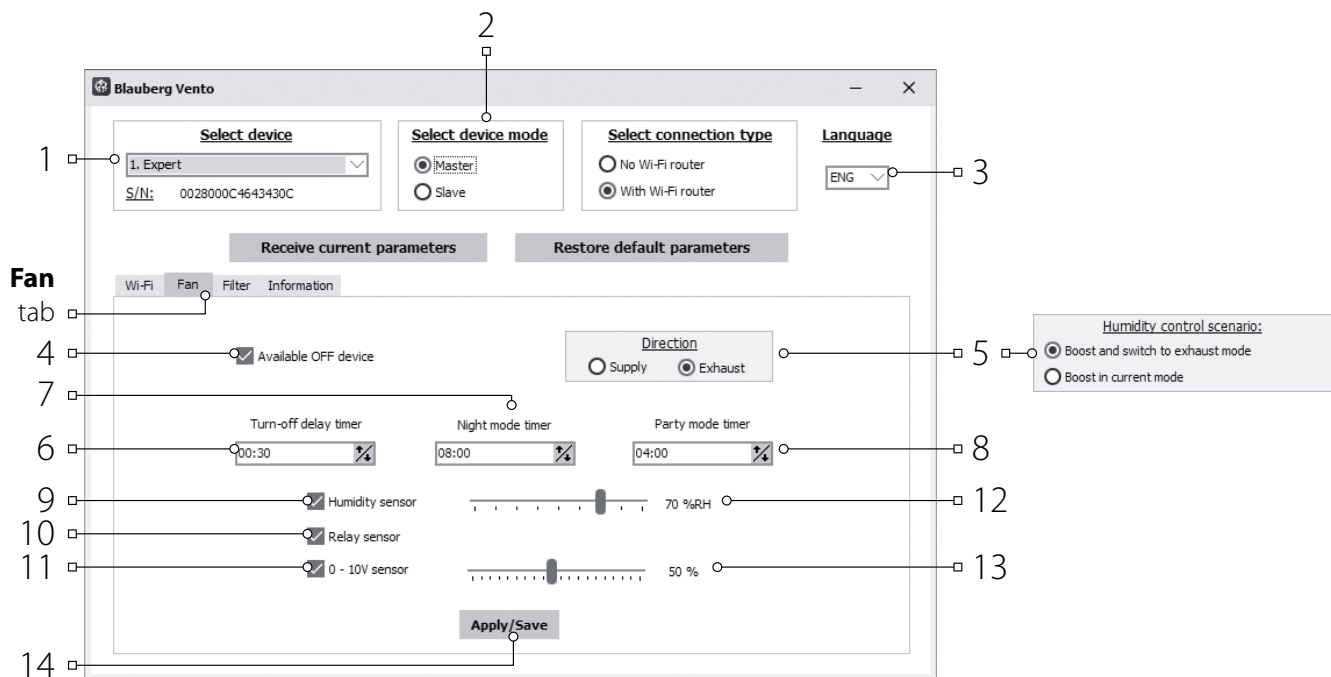 2
Blauberg Vento
Select device
Select device mode
Select connection type
Language
1
1. Expert
Master
No Wi-Fi router
ENG
3
S/N: 0028000C4643430C
Slave
With Wi-Fi router
Receive current parameters
Restore default parameters
Fan
tab
Wi-Fi Fan Filter Information
4
Available OFF device
Direction
Supply Exhaust
5
Humidity control scenario:
Boost and switch to exhaust mode
Boost in current mode
7
Turn-off delay timer
Night mode timer
Party mode timer
6
00:30
08:00
04:00
8
9
Humidity sensor
70 %RH
12
10
Relay sensor
11
0 - 10V sensor
50 %
13
Apply/Save
14